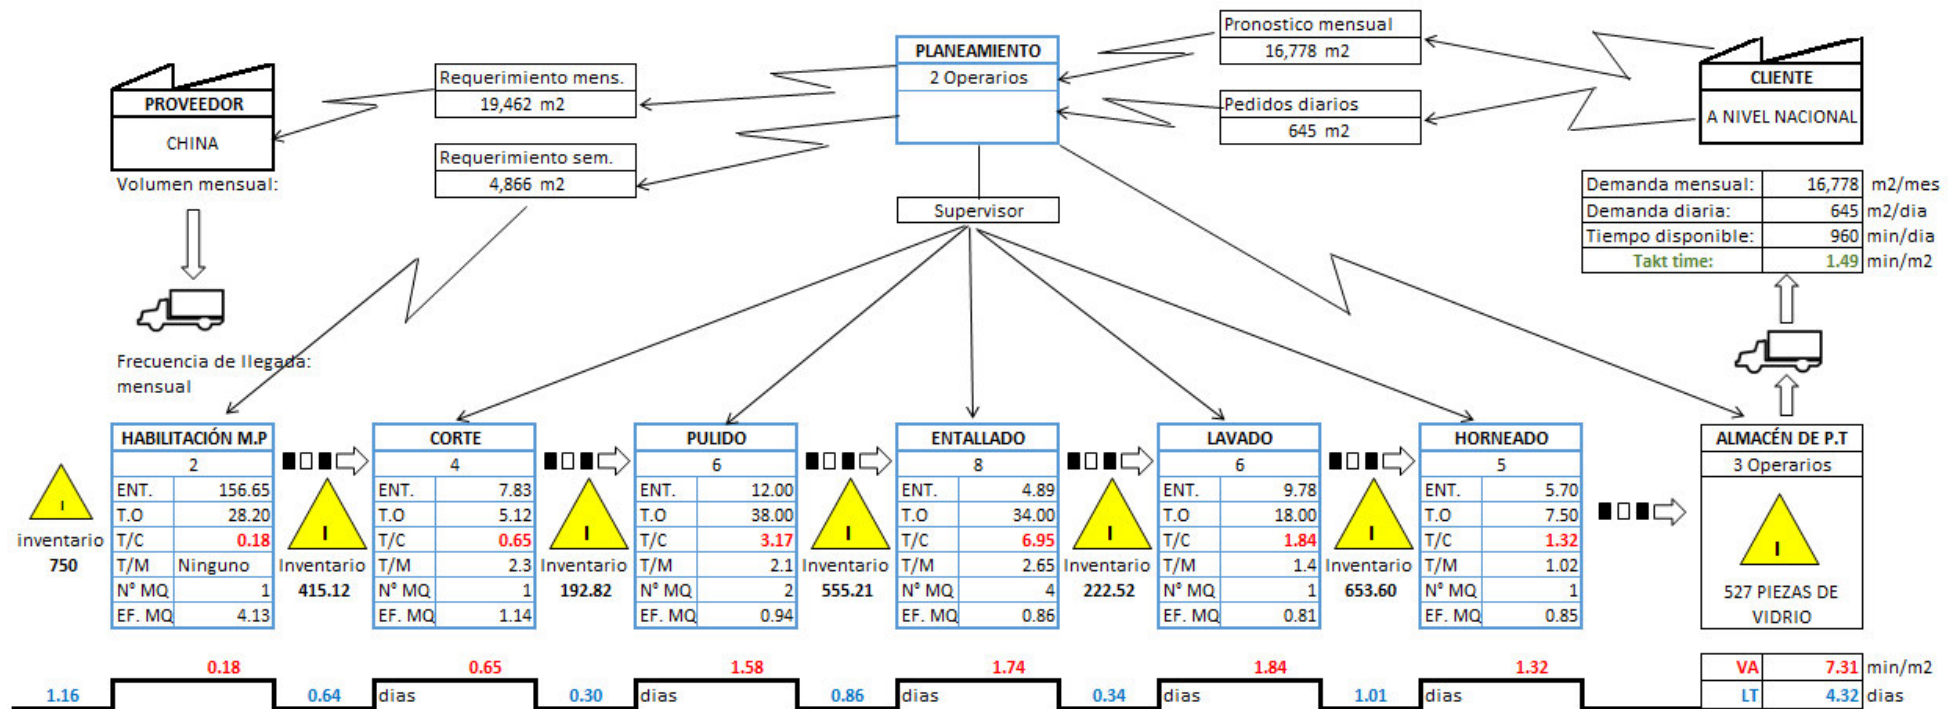 Pronostico mensual
16,778 m2
PLANEAMIENTO
2 Operarios
Requerimiento mens.
19,462 m2
CLIENTE
A NIVEL NACIONAL
PROVEEDOR
CHINA
Pedidos diarios
645 m2
Requerimiento sem.
4,866 m2
Volumen mensual:
Supervisor
Demanda mensual: 16,778 m2/mes
Demanda diaria: 645 m2/dia
Tiempo disponible: 960 min/dia
Takt time: 1.49 min/m2
Frecuencia de llegada:
mensual
I
inventario
750
HABILITACIÓN M.P
2
ENT. 156.65
T.O 28.20
T/C 0.18
T/M Ninguno
N° MQ 1
EF. MQ 4.13
I
Inventario
415.12
CORTE
4
ENT. 7.83
T.O 5.12
T/C 0.65
T/M 2.3
N° MQ 1
EF. MQ 1.14
I
Inventario
192.82
PULIDO
6
ENT. 12.00
T.O 38.00
T/C 3.17
T/M 2.1
N° MQ 2
EF. MQ 0.94
I
Inventario
555.21
ENTALLADO
8
ENT. 4.89
T.O 34.00
T/C 6.95
T/M 2.65
N° MQ 4
EF. MQ 0.86
I
Inventario
222.52
LAVADO
6
ENT. 9.78
T.O 18.00
T/C 1.84
T/M 1.4
N° MQ 1
EF. MQ 0.81
I
Inventario
653.60
HORNEADO
5
ENT. 5.70
T.O 7.50
T/C 1.32
T/M 1.02
N° MQ 1
EF. MQ 0.85
ALMACÉN DE P.T
3 Operarios
I
527 PIEZAS DE
VIDRIO
0.18 0.65 1.58 1.74 1.84 1.32 VA 7.31 min/m2
1.16 0.64 dias 0.30 dias 0.86 dias 0.34 dias 1.01 dias LT 4.32 dias